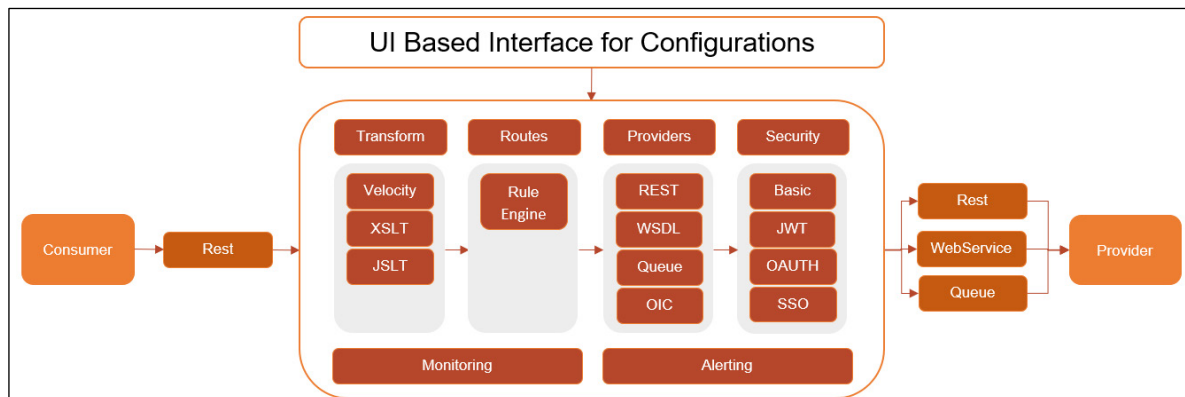 UI Based Interface for Configurations
Transform
Routes
Providers
Security
Velocity
XSLT
JSLT
Rule
Engine
REST
WSDL
Queue
OIC
Basic
JWT
OAUTH
SSO
Consumer
Rest
Rest
WebService
Queue
Provider
Monitoring
Alerting